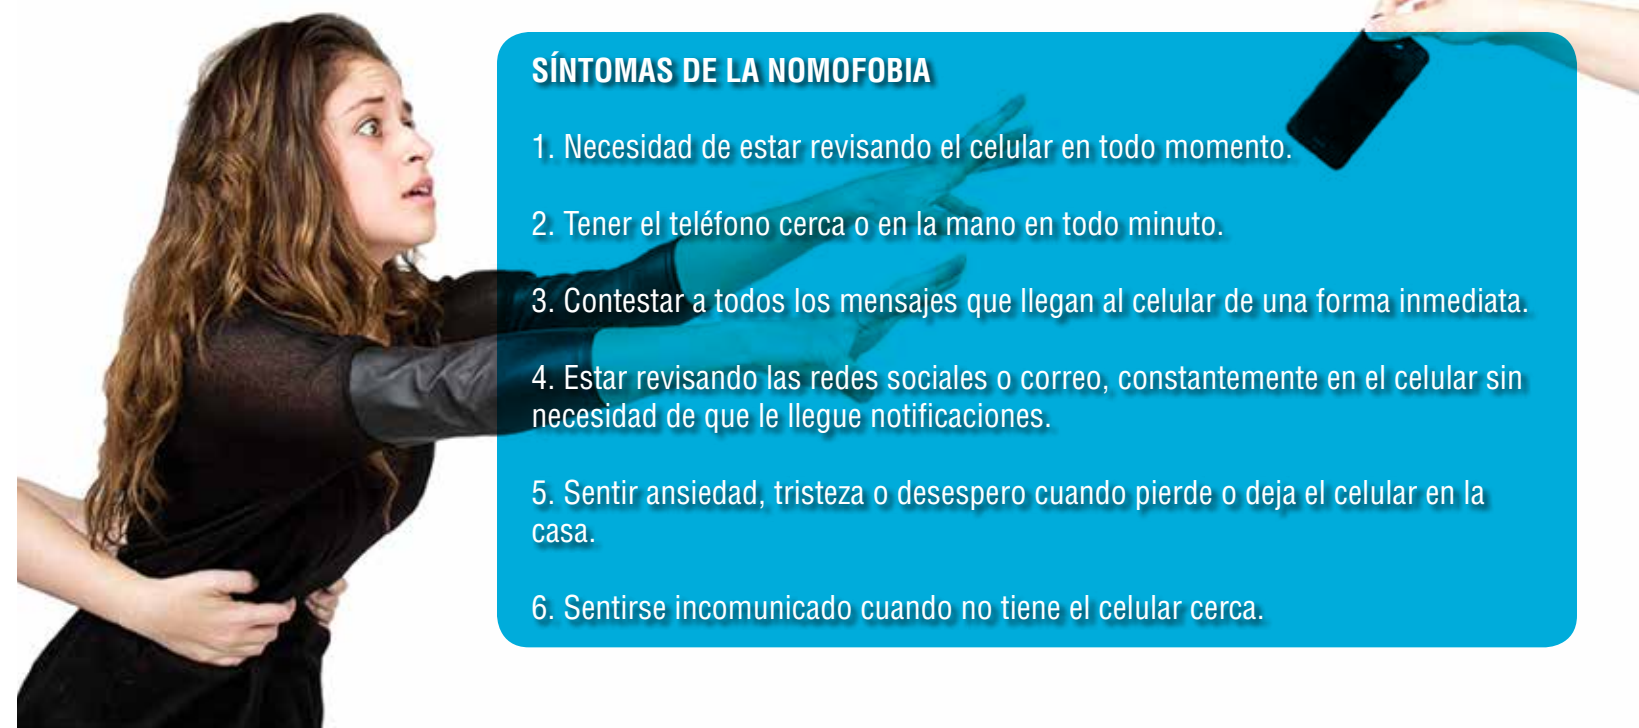 SÍNTOMAS DE LA NOMOFOBIA
1. Necesidad de estar revisando el celular en todo momento.
2. Tener el teléfono cerca o en la mano en todo minuto.
3. Contestar a todos los mensajes que llegan al celular de una forma inmediata.
4. Estar revisando las redes sociales o correo, constantemente en el celular sin
necesidad de que le llegue notificaciones.
5. Sentir ansiedad, tristeza o desespero cuando pierde o deja el celular en la
casa.
6. Sentirse incomunicado cuando no tiene el celular cerca.